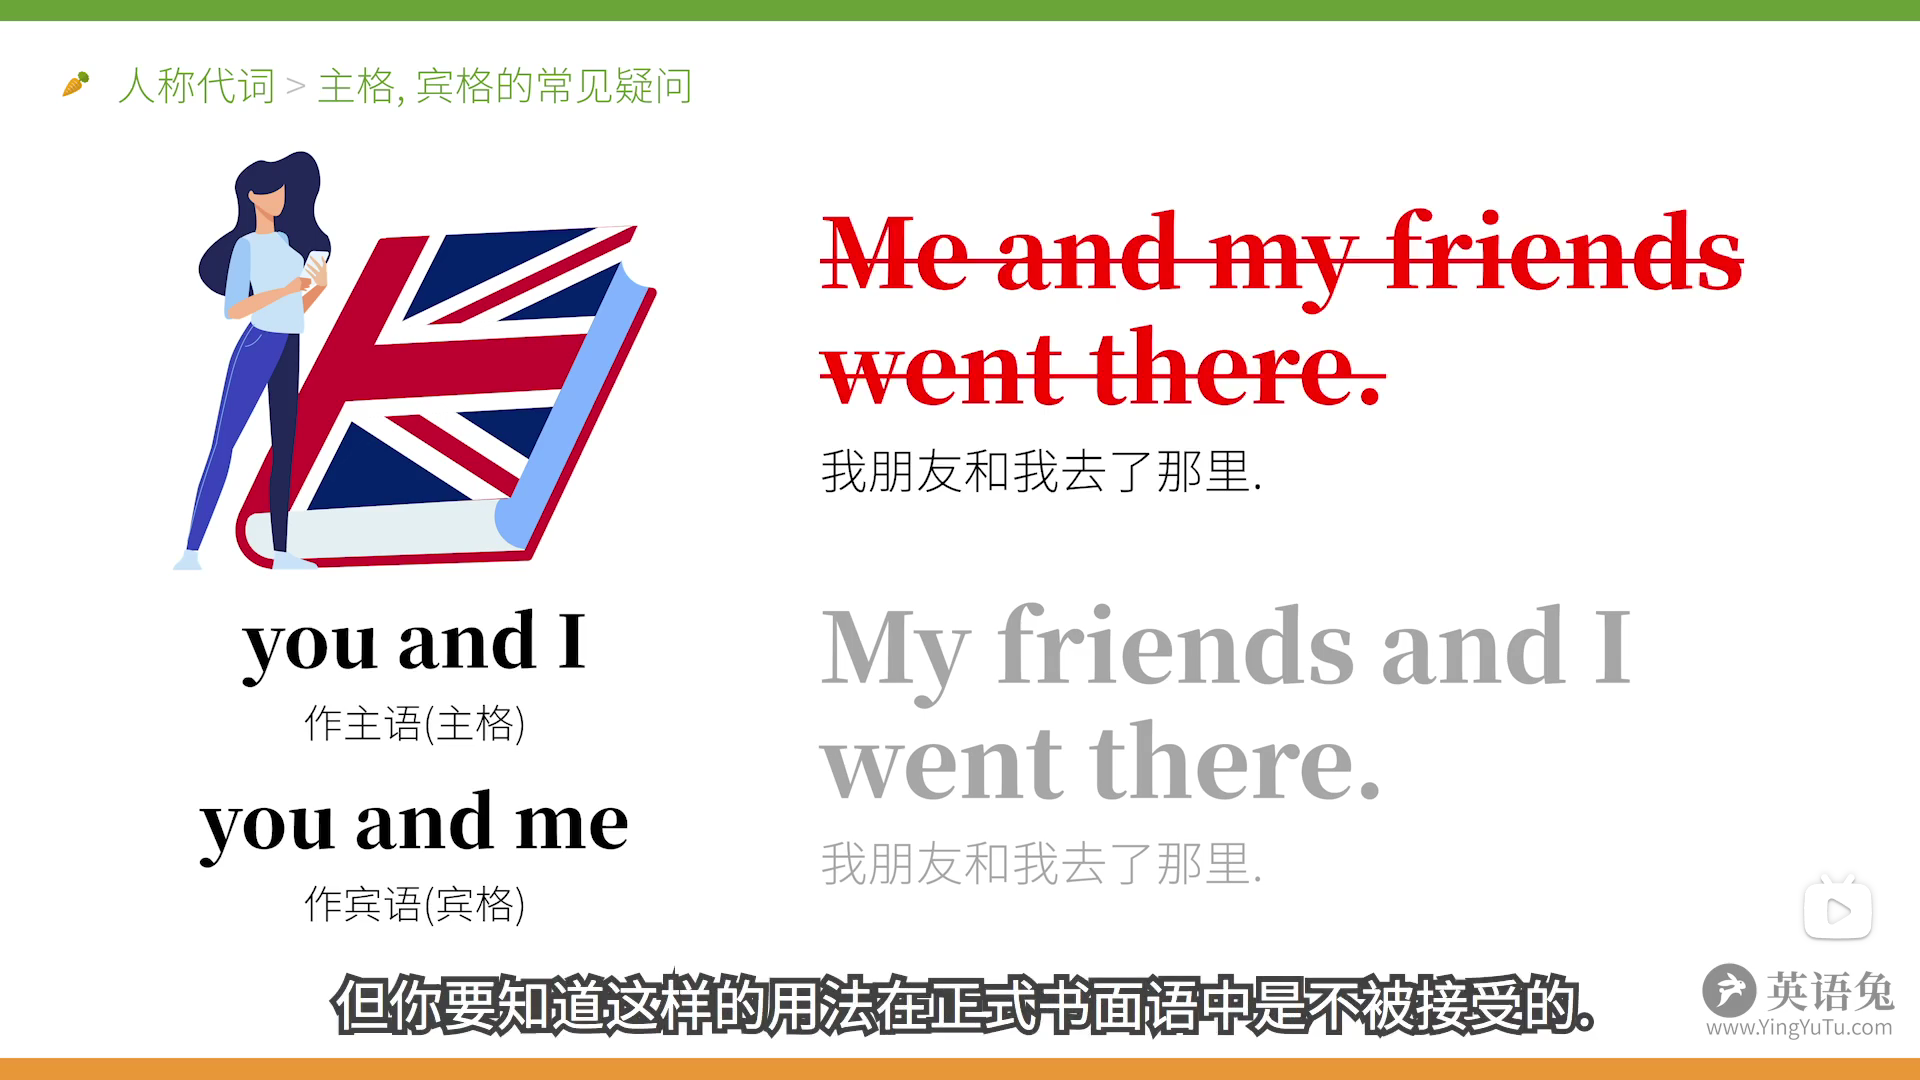 人称代词 > 主格, 宾格的常见疑问
you and I
作主语(主格)
you and me
作宾语(宾格)
Me and my friends
went there.
我朋友和我去了那里.
My friends and I
went there.
我朋友和我去了那里.
但你要知道这样的用法在正式书面语中是不被接受的.
英语兔
www.YingYuTu.com